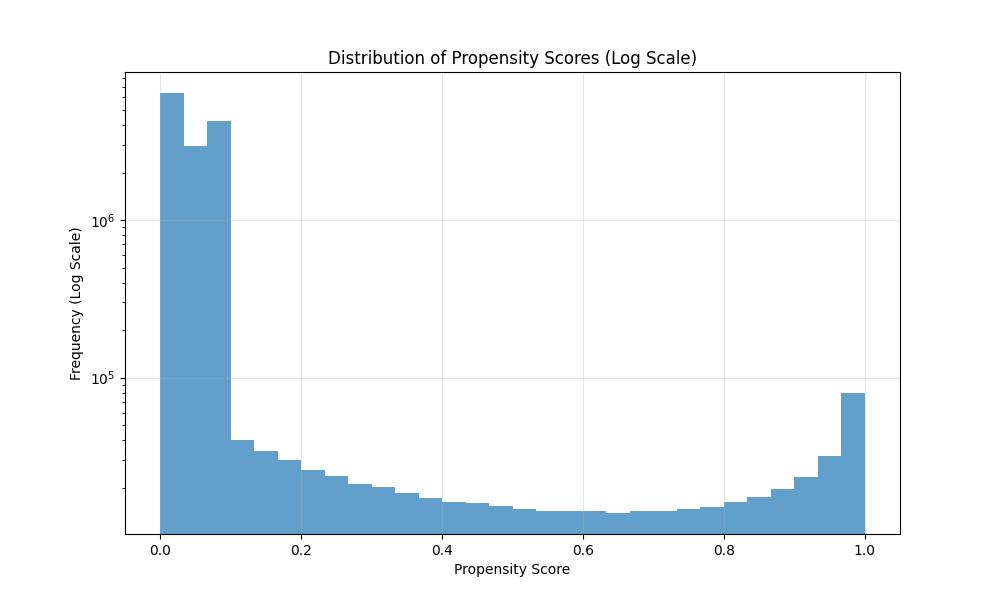 Distribution of Propensity Scores (Log Scale)
Frequency (Log Scale)
10⁶
10⁵
0.0 0.2 0.4 0.6 0.8 1.0
Propensity Score